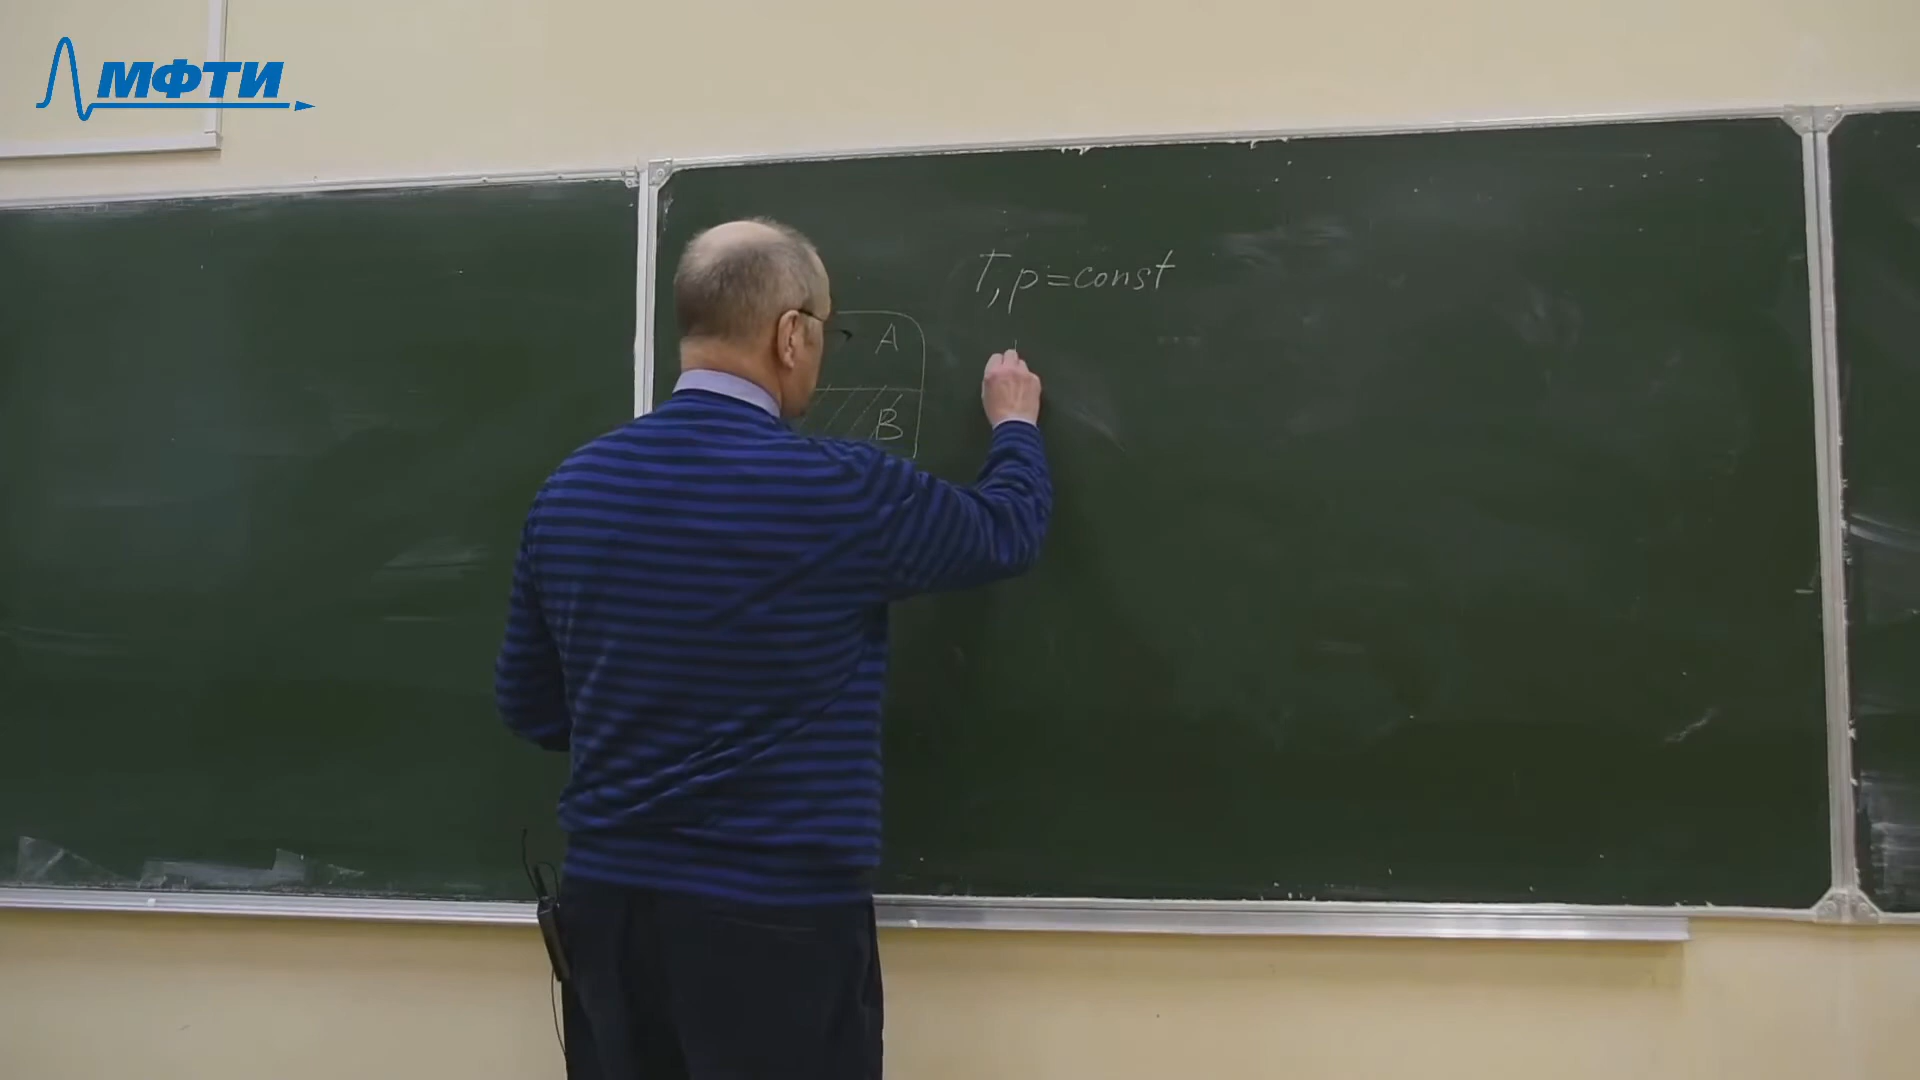 МФТИ
T, p = const
A
B